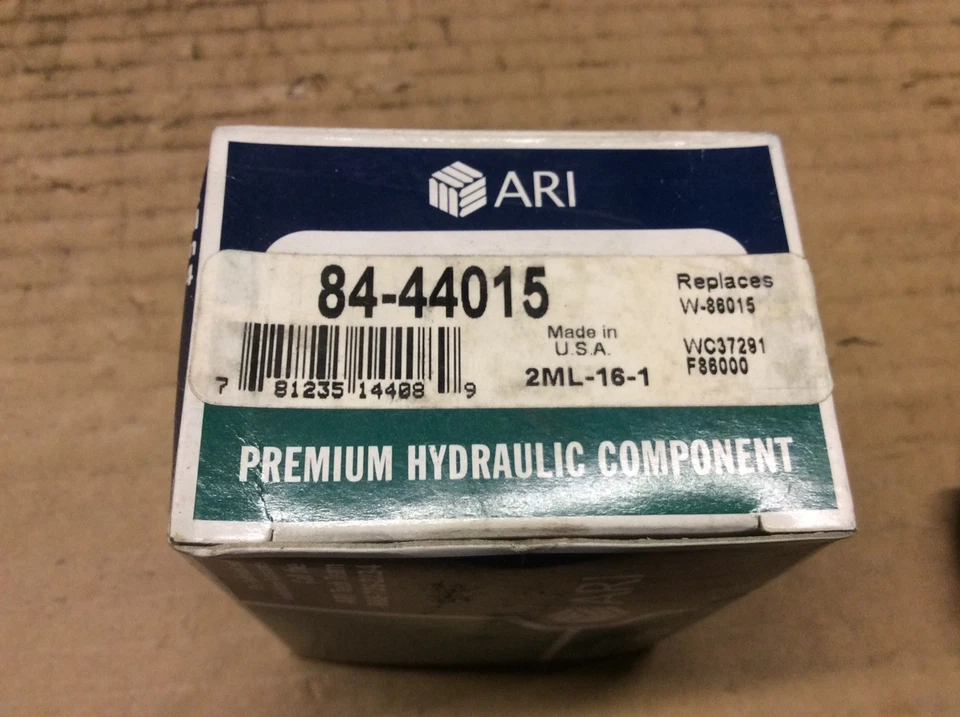 ARI
84-44015
Replaces
W-86015
Made in
U.S.A.
WC37291
F86000
2ML-16-1
7 81235 14408 9
PREMIUM HYDRAULIC COMPONENT
ARI